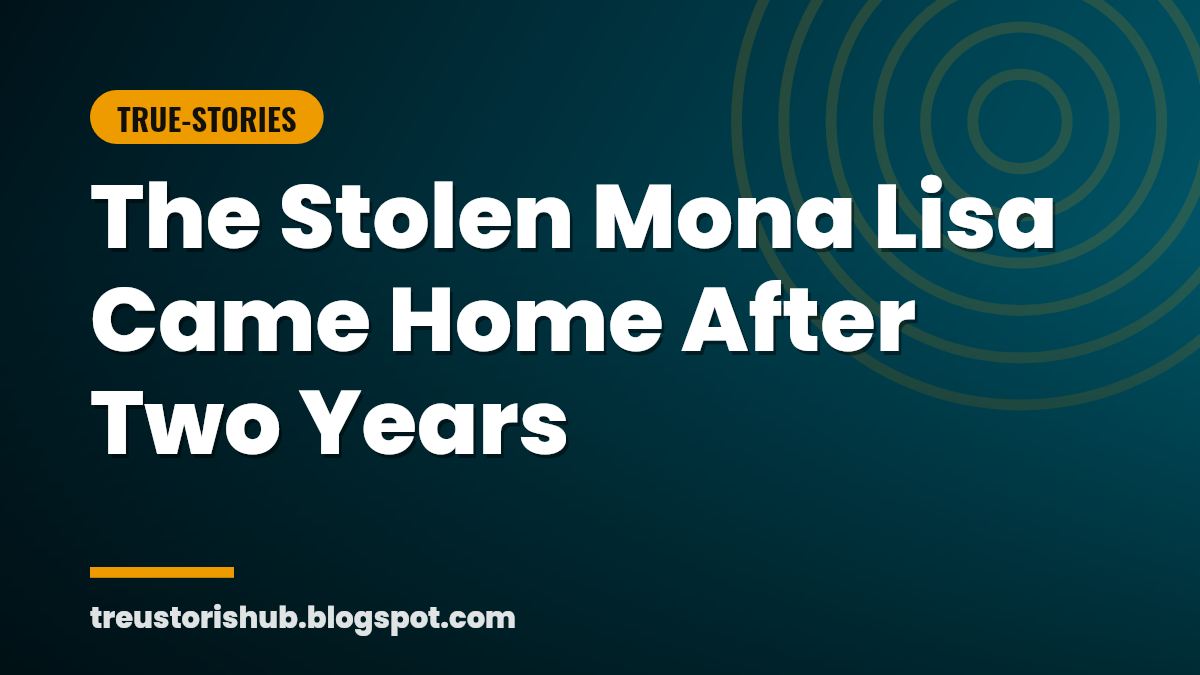 TRUE-STORIES
The Stolen Mona Lisa
Came Home After
Two Years
treustorishub.blogspot.com